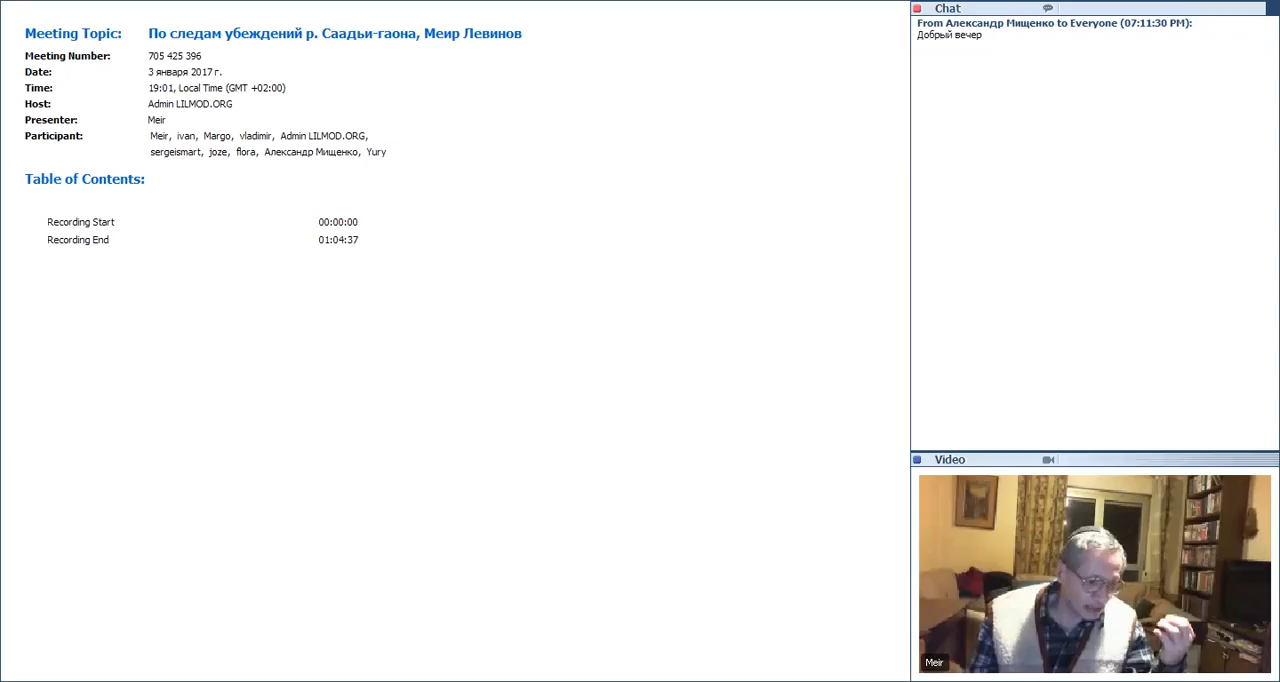 Meeting Topic: По следам убеждений р. Саадьи-гаона, Меир Левинов
Meeting Number: 705 425 396
Date: 3 января 2017 г.
Time: 19:01, Local Time (GMT +02:00)
Host: Admin LILMOD.ORG
Presenter: Meir
Participant: Meir, ivan, Margo, vladimir, Admin LILMOD.ORG,
sergeismart, joze, flora, Александр Мищенко, Yury
Table of Contents:
Recording Start 00:00:00
Recording End 01:04:37
Chat
From Александр Мищенко to Everyone (07:11:30 PM):
Добрый вечер
Video
Meir